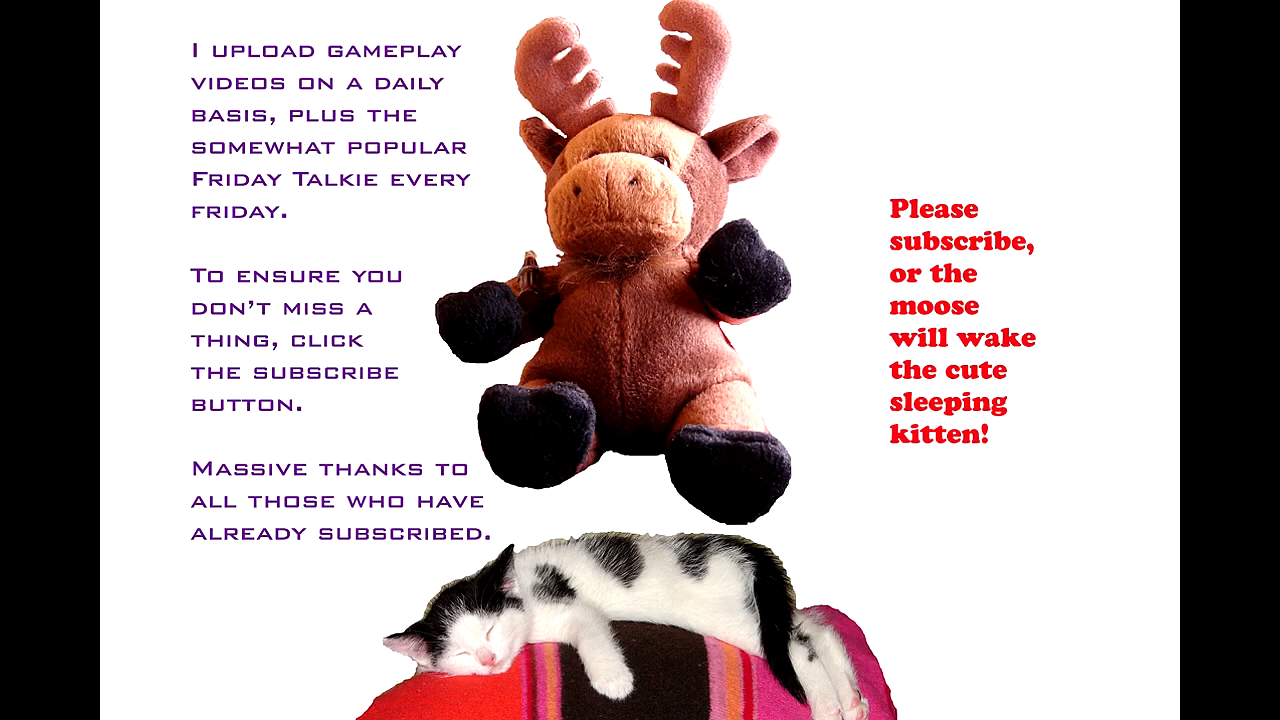 I upload gameplay
videos on a daily
basis, plus the
somewhat popular
Friday Talkie every
friday.
To ensure you
don't miss a
thing, click
the subscribe
button.
Massive thanks to
all those who have
already subscribed.
Please
subscribe,
or the
moose
will wake
the cute
sleeping
kitten!